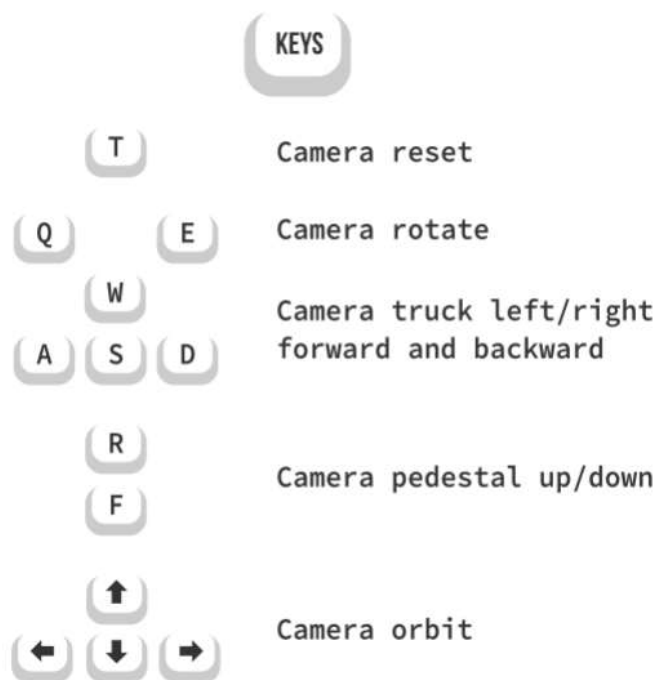 KEYS
T Camera reset
Q E Camera rotate
W
Camera truck left/right
A S D forward and backward
R
Camera pedestal up/down
F
⬆
Camera orbit
⬅ ⬇ ➡